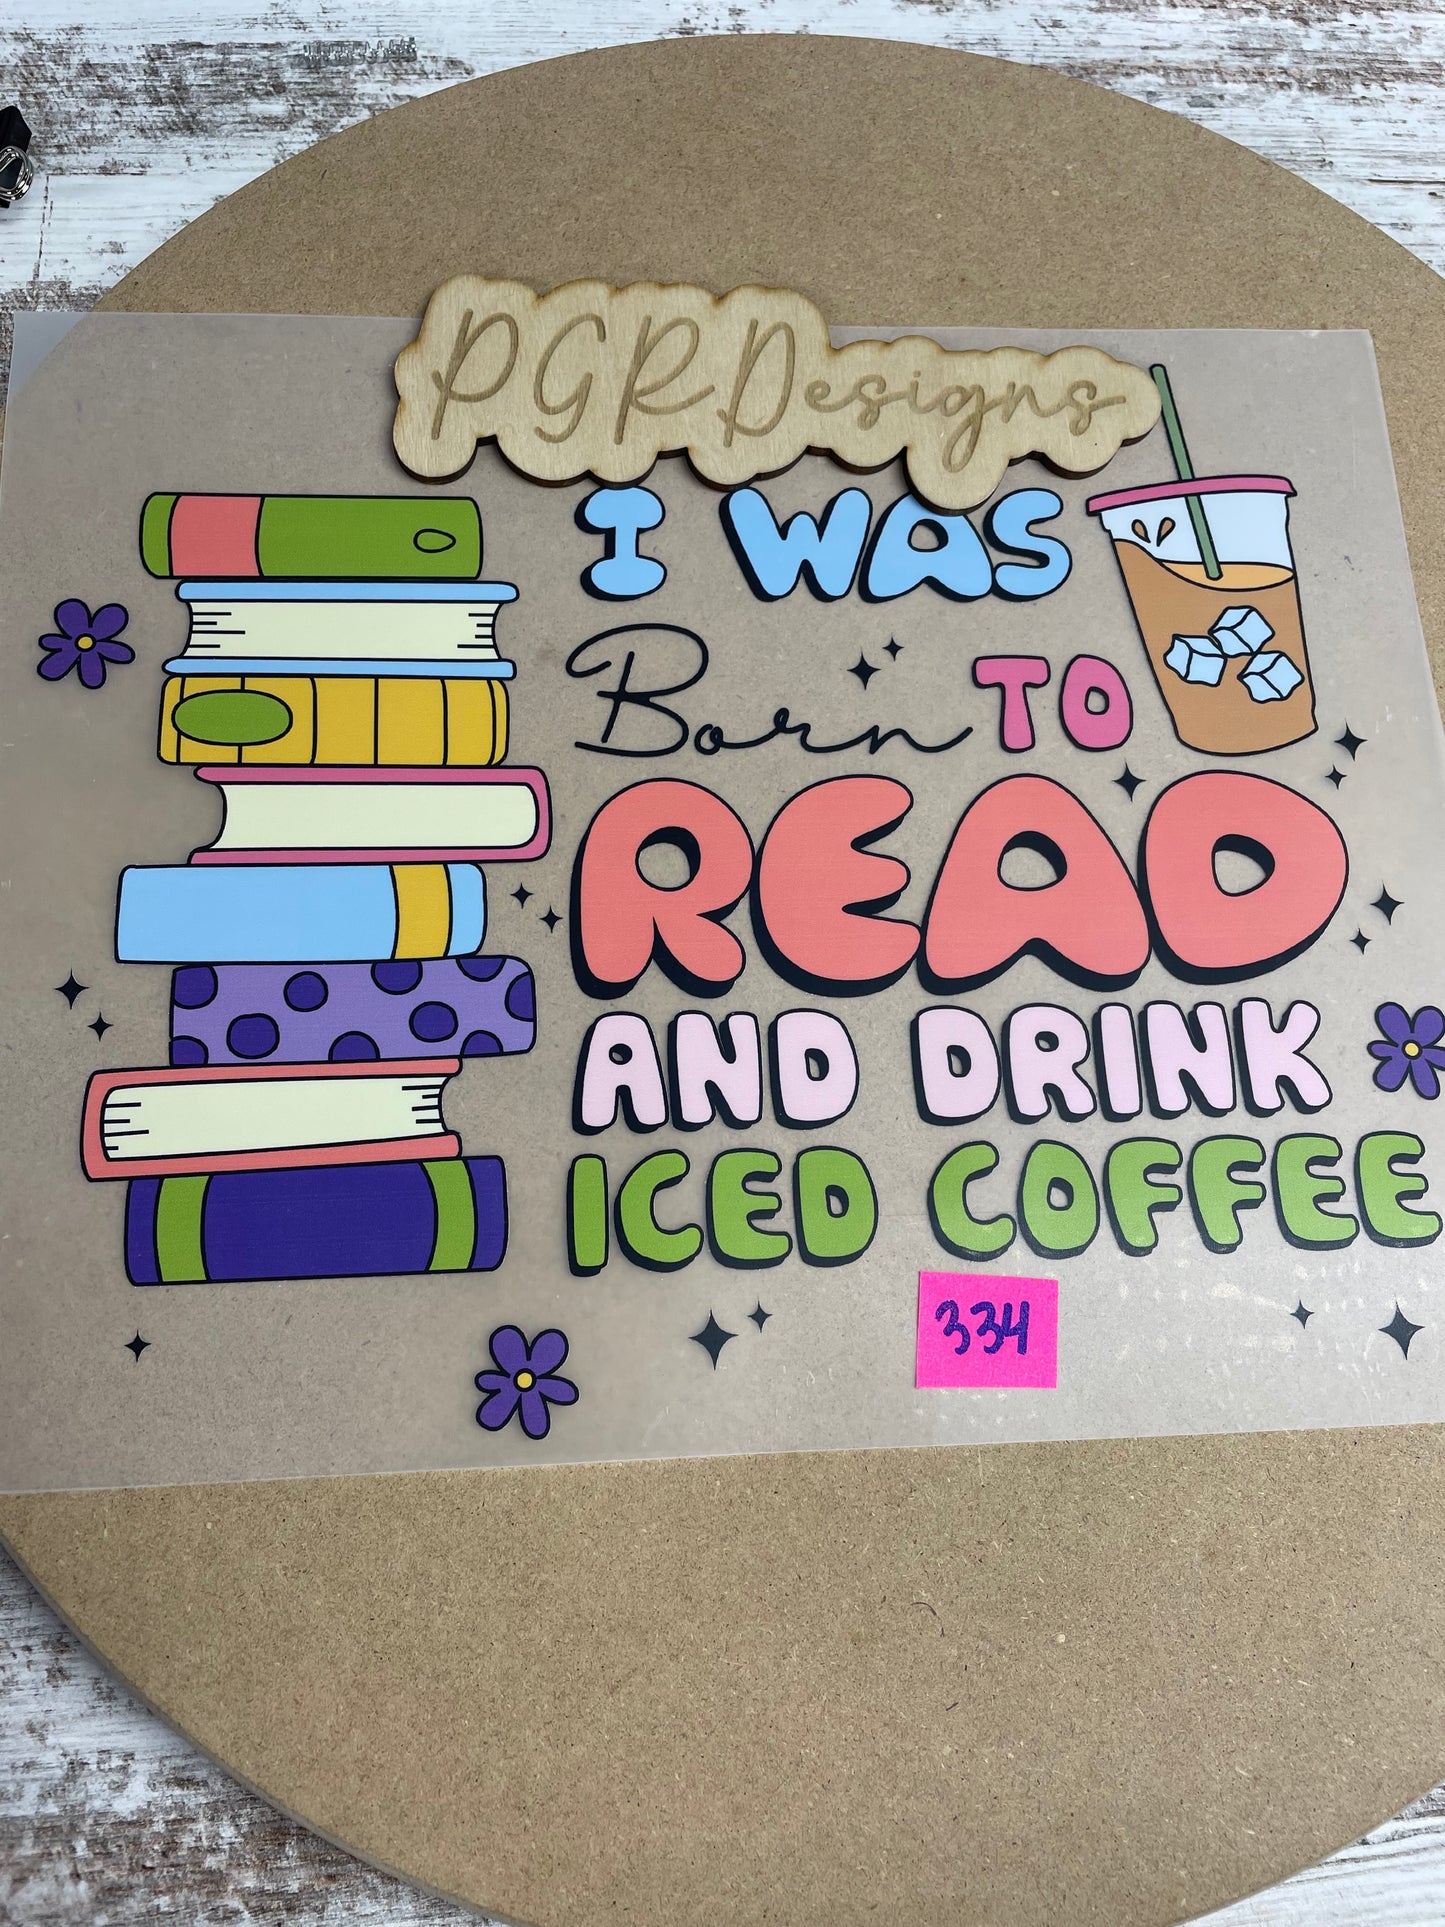 PGRDesigns
I WAS
Born TO
READ
AND DRINK
ICED COFFEE
334